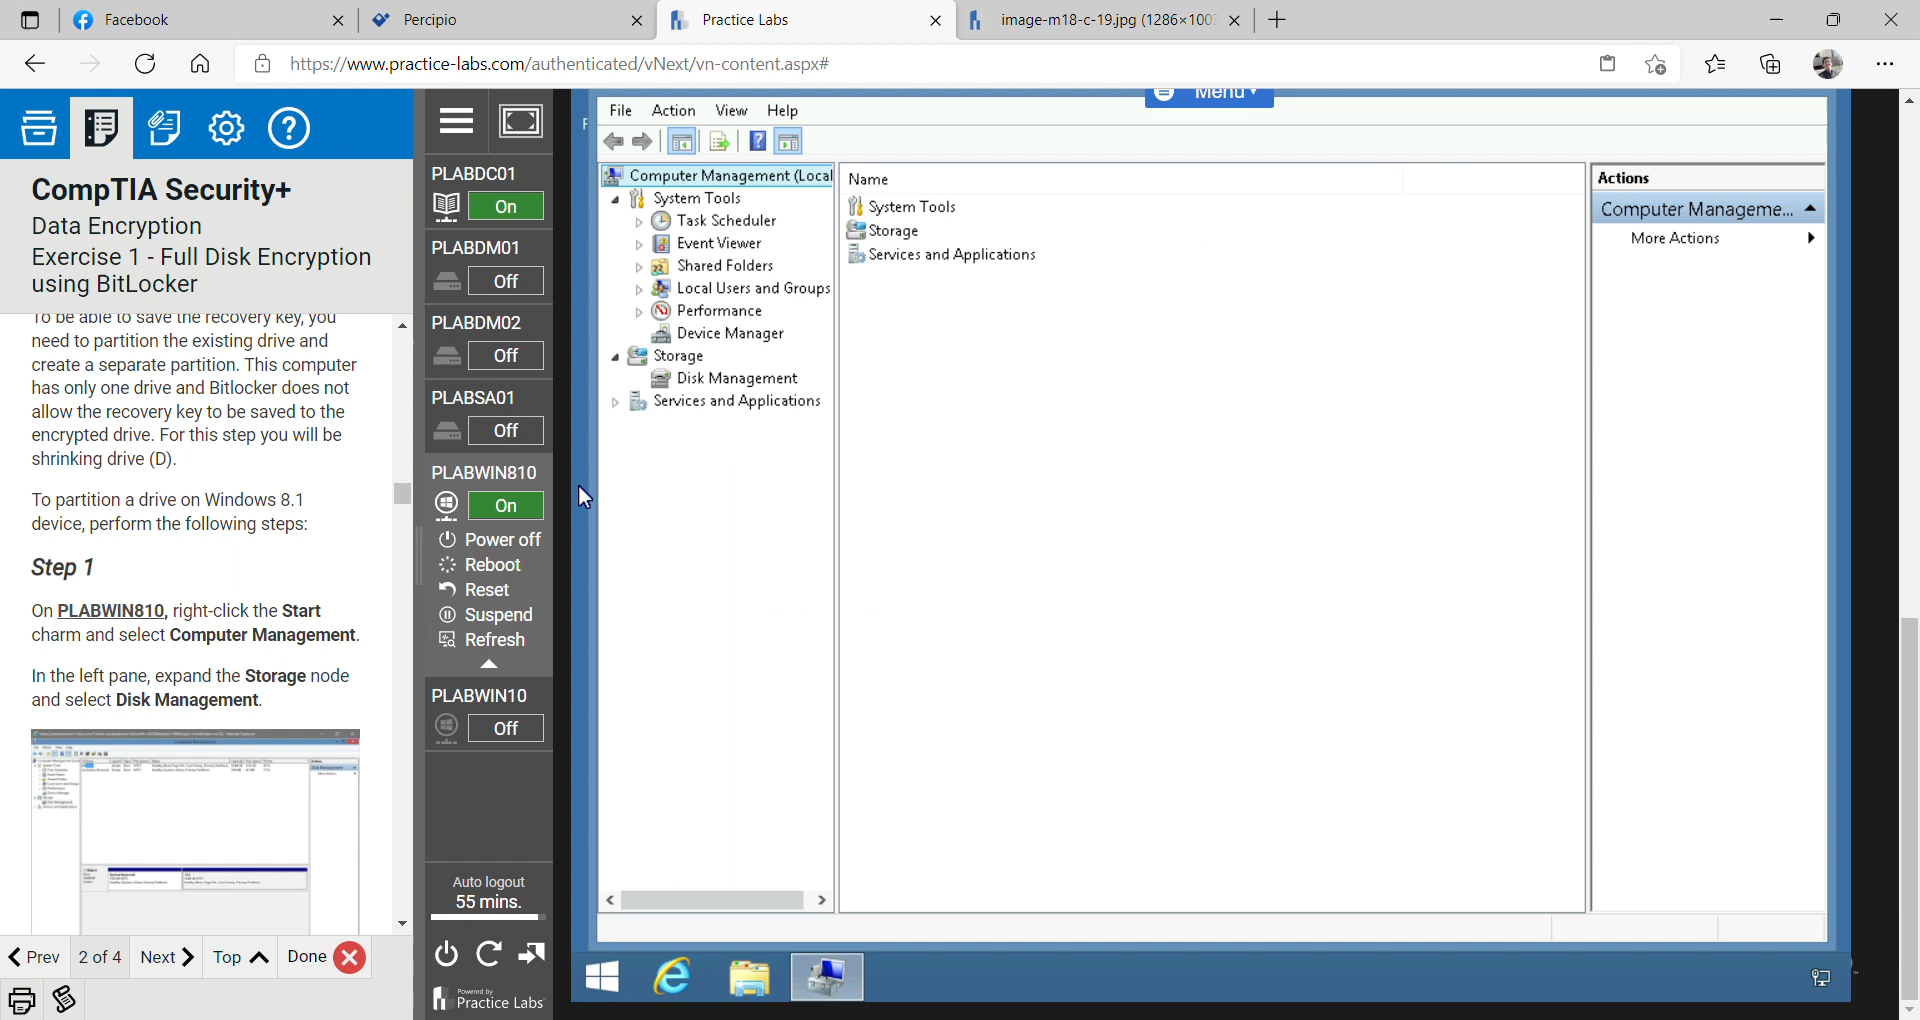 Facebook
Percipio
Practice Labs
image-m18-c-19.jpg (1286×100
https://www.practice-labs.com/authenticated/vNext/vn-content.aspx#
CompTIA Security+
Data Encryption
Exercise 1 - Full Disk Encryption
using BitLocker
To be able to save the recovery key, you
need to partition the existing drive and
create a separate partition. This computer
has only one drive and Bitlocker does not
allow the recovery key to be saved to the
encrypted drive. For this step you will be
shrinking drive (D).
To partition a drive on Windows 8.1
device, perform the following steps:
Step 1
On PLABWIN810, right-click the Start
charm and select Computer Management.
In the left pane, expand the Storage node
and select Disk Management.
Prev
2 of 4
Next
Top
Done
PLABDC01
On
PLABDM01
Off
PLABDM02
Off
PLABSA01
Off
PLABWIN810
On
Power off
Reboot
Reset
Suspend
Refresh
PLABWIN10
Off
Auto logout
55 mins.
Powered by
Practice Labs
Menu
File Action View Help
Computer Management (Local
System Tools
Task Scheduler
Event Viewer
Shared Folders
Local Users and Groups
Performance
Device Manager
Storage
Disk Management
Services and Applications
Name
System Tools
Storage
Services and Applications
Actions
Computer Manageme...
More Actions